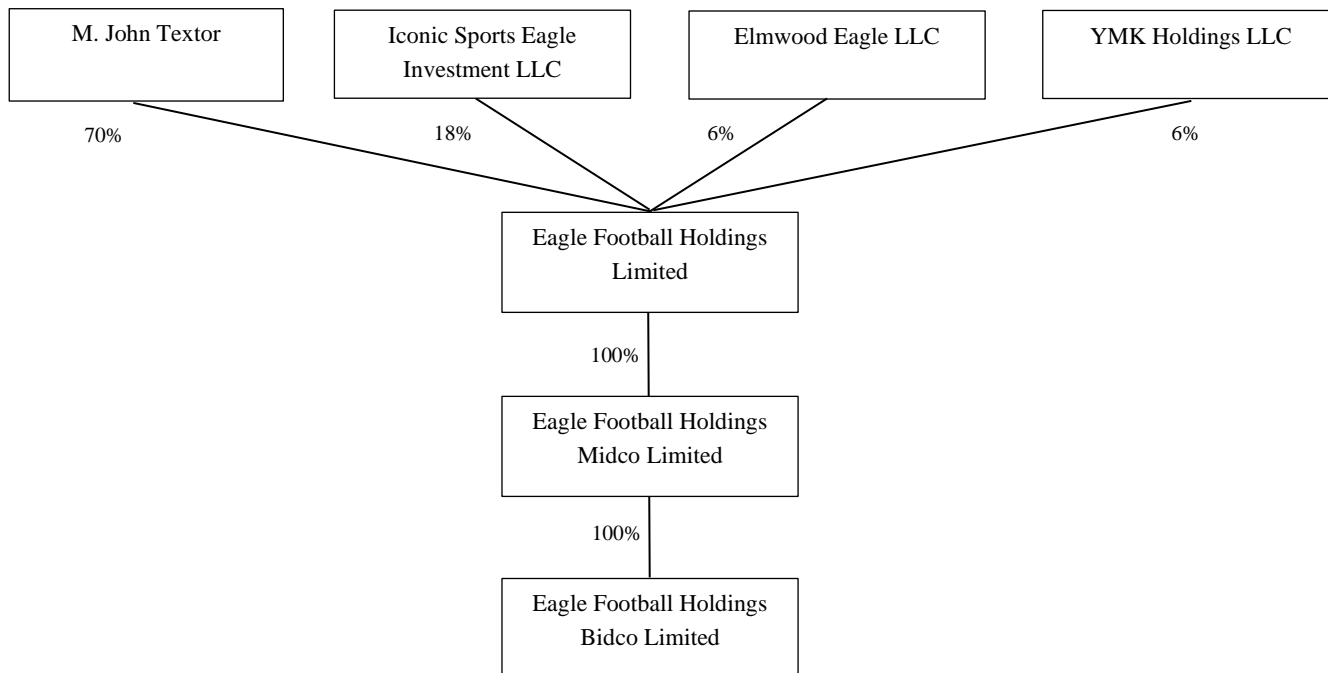 M. John Textor
Iconic Sports Eagle
Investment LLC
Elmwood Eagle LLC
YMK Holdings LLC
70%
18%
6%
6%
Eagle Football Holdings
Limited
100%
Eagle Football Holdings
Midco Limited
100%
Eagle Football Holdings
Bidco Limited